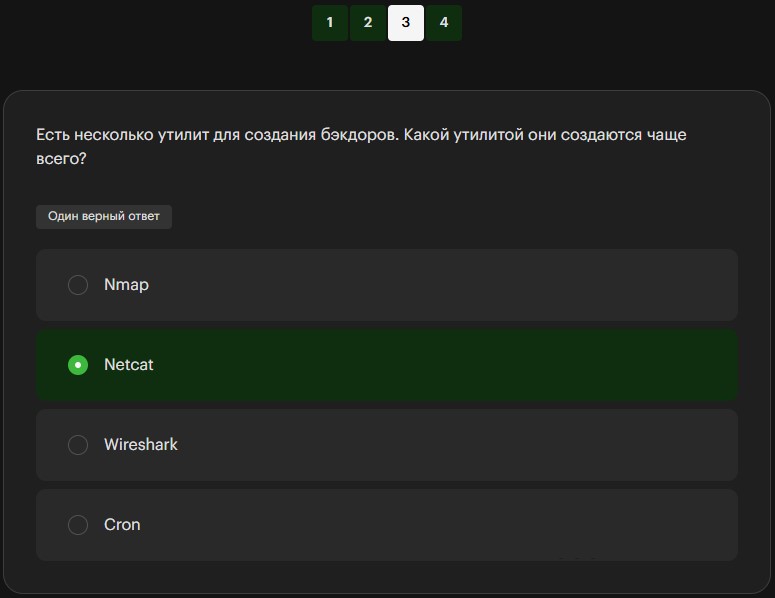 1 2 3 4
Есть несколько утилит для создания бэкдоров. Какой утилитой они создаются чаще
всего?
Один верный ответ
Nmap
Netcat
Wireshark
Cron